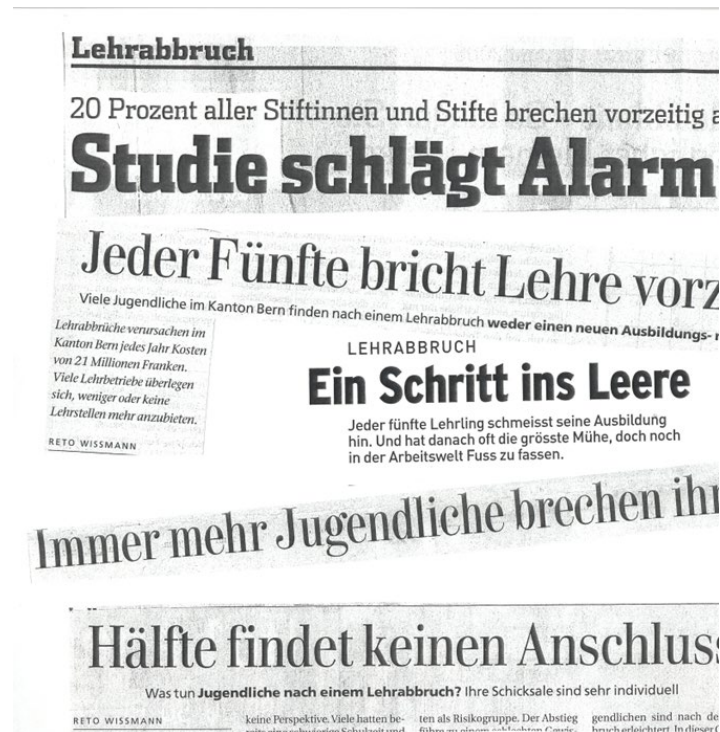 Lehrabbruch
20 Prozent aller Stiftinnen und Stifte brechen vorzeitig a
Studie schlägt Alarm
Jeder Fünfte bricht Lehre vorz
Viele Jugendliche im Kanton Bern finden nach einem Lehrabbruch weder einen neuen Ausbildungs-
Lehrabbrüche verursachen im
Kanton Bern jedes Jahr Kosten
von 21 Millionen Franken.
Viele Lehrbetriebe überlegen
sich, weniger oder keine
Lehrstellen mehr anzubieten.
RETO WISSMANN
LEHRABBRUCH
Ein Schritt ins Leere
Jeder fünfte Lehrling schmeisst seine Ausbildung
hin. Und hat danach oft die grösste Mühe, doch noch
in der Arbeitswelt Fuss zu fassen.
Immer mehr Jugendliche brechen ihr
Hälfte findet keinen Anschluss
Was tun Jugendliche nach einem Lehrabbruch? Ihre Schicksale sind sehr individuell
RETO WISSMANN
keine Perspektive. Viele hatten be-
ten als Risikogruppe. Der Abstieg
gendlichen sind nach de